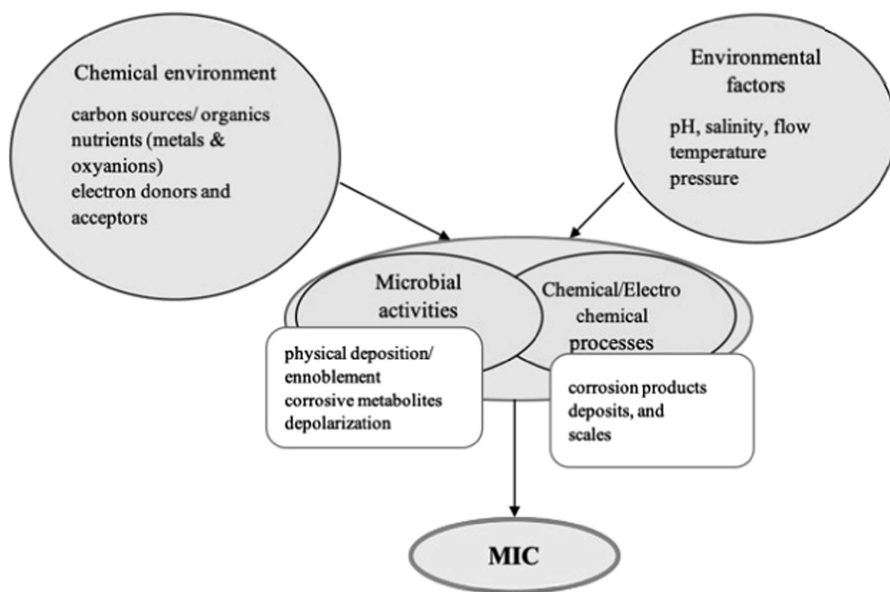 Chemical environment
carbon sources/ organics
nutrients (metals &
oxyanions)
electron donors and
acceptors
Environmental
factors
pH, salinity, flow
temperature
pressure
Microbial
activities
physical deposition/
ennoblement
corrosive metabolites
depolarization
Chemical/Electro
chemical
processes
corrosion products
deposits, and
scales
MIC